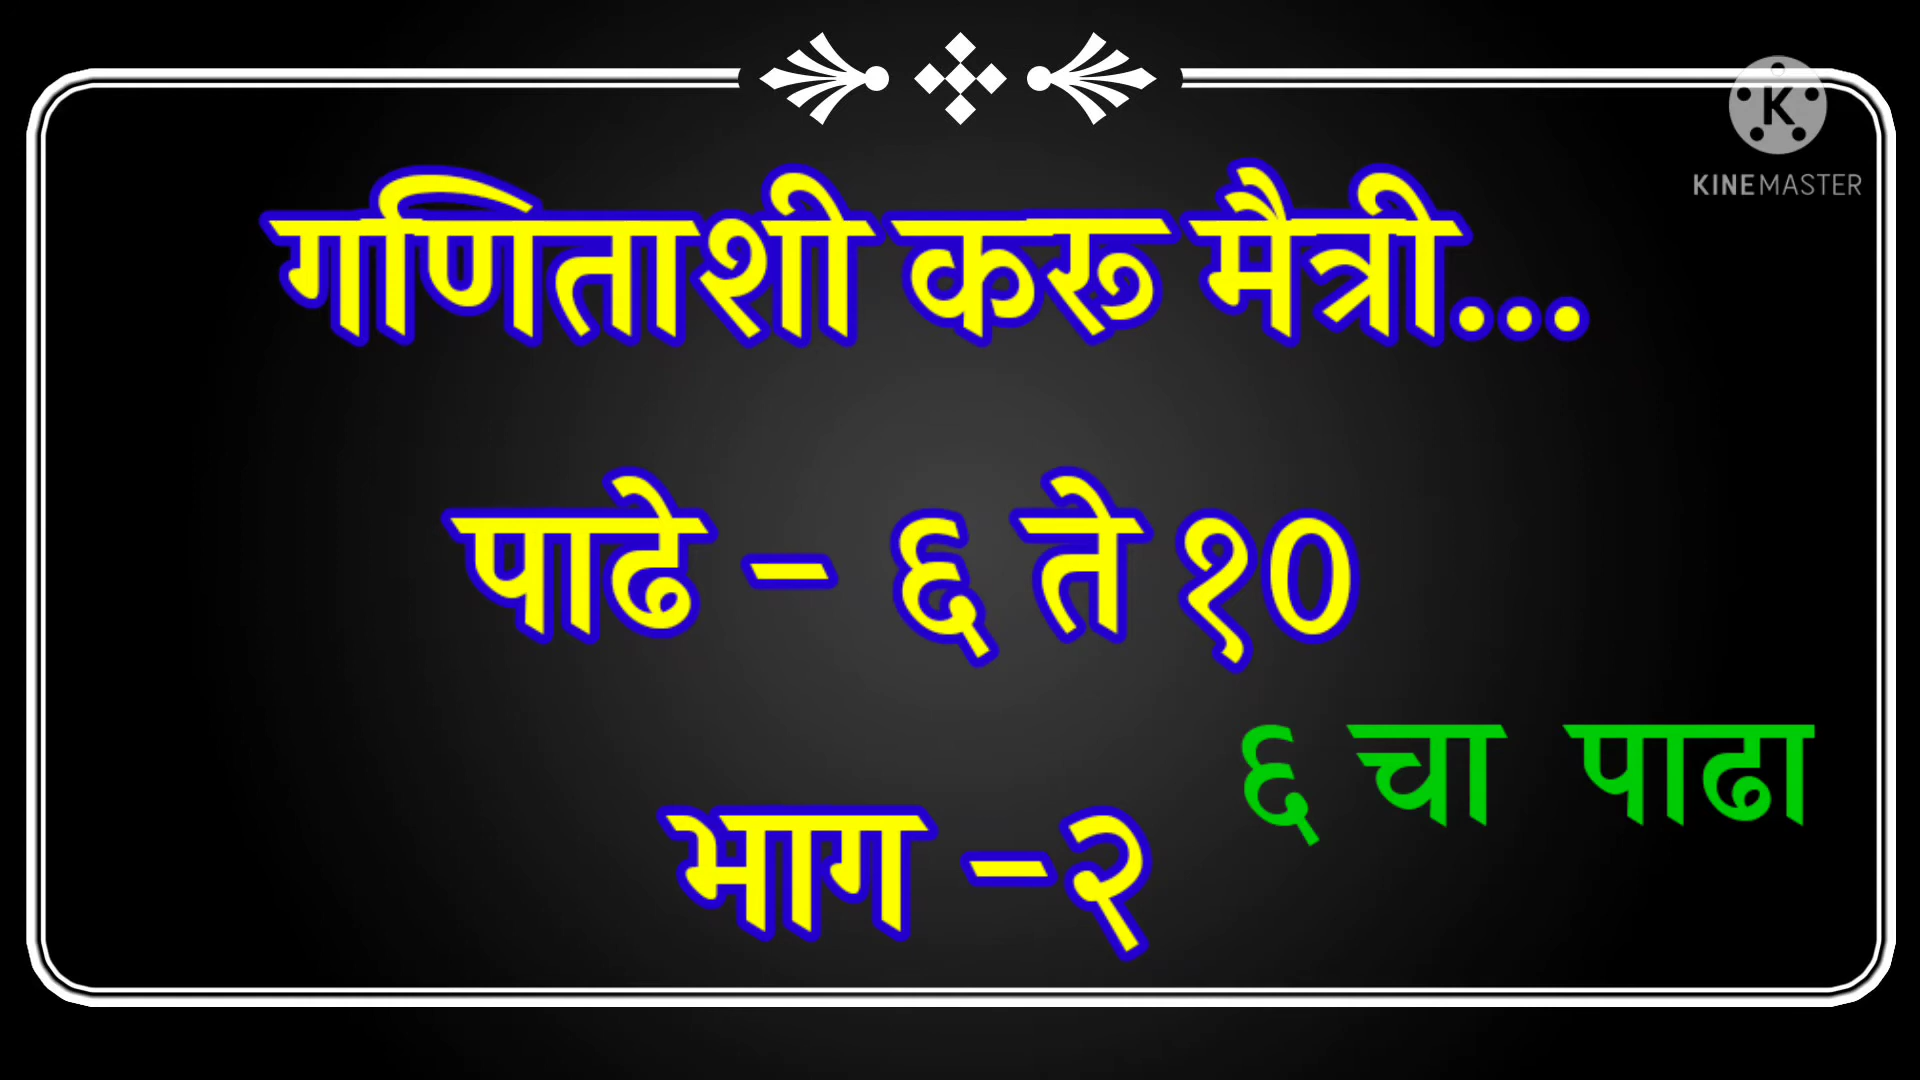 KINEMASTER
गणिताशी करू मैत्री...
पाढे - ६ ते १०
६ चा पाढा
भाग -२